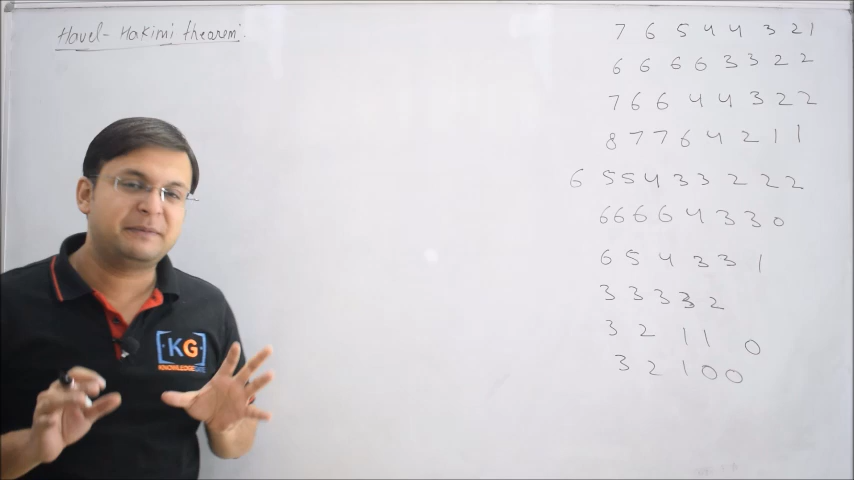 Havel-Hakimi theorem:
7 6 5 4 4 3 2 1
6 6 6 6 3 3 2 2
7 6 6 4 4 3 2 2
8 7 7 6 4 2 1 1
6 5 5 4 3 3 2 2 2
6 6 6 6 4 3 3 0
6 5 4 3 3 1
3 3 3 3 2
3 2 1 1 0
3 2 1 0 0
KG
KNOWLEDGE GATE